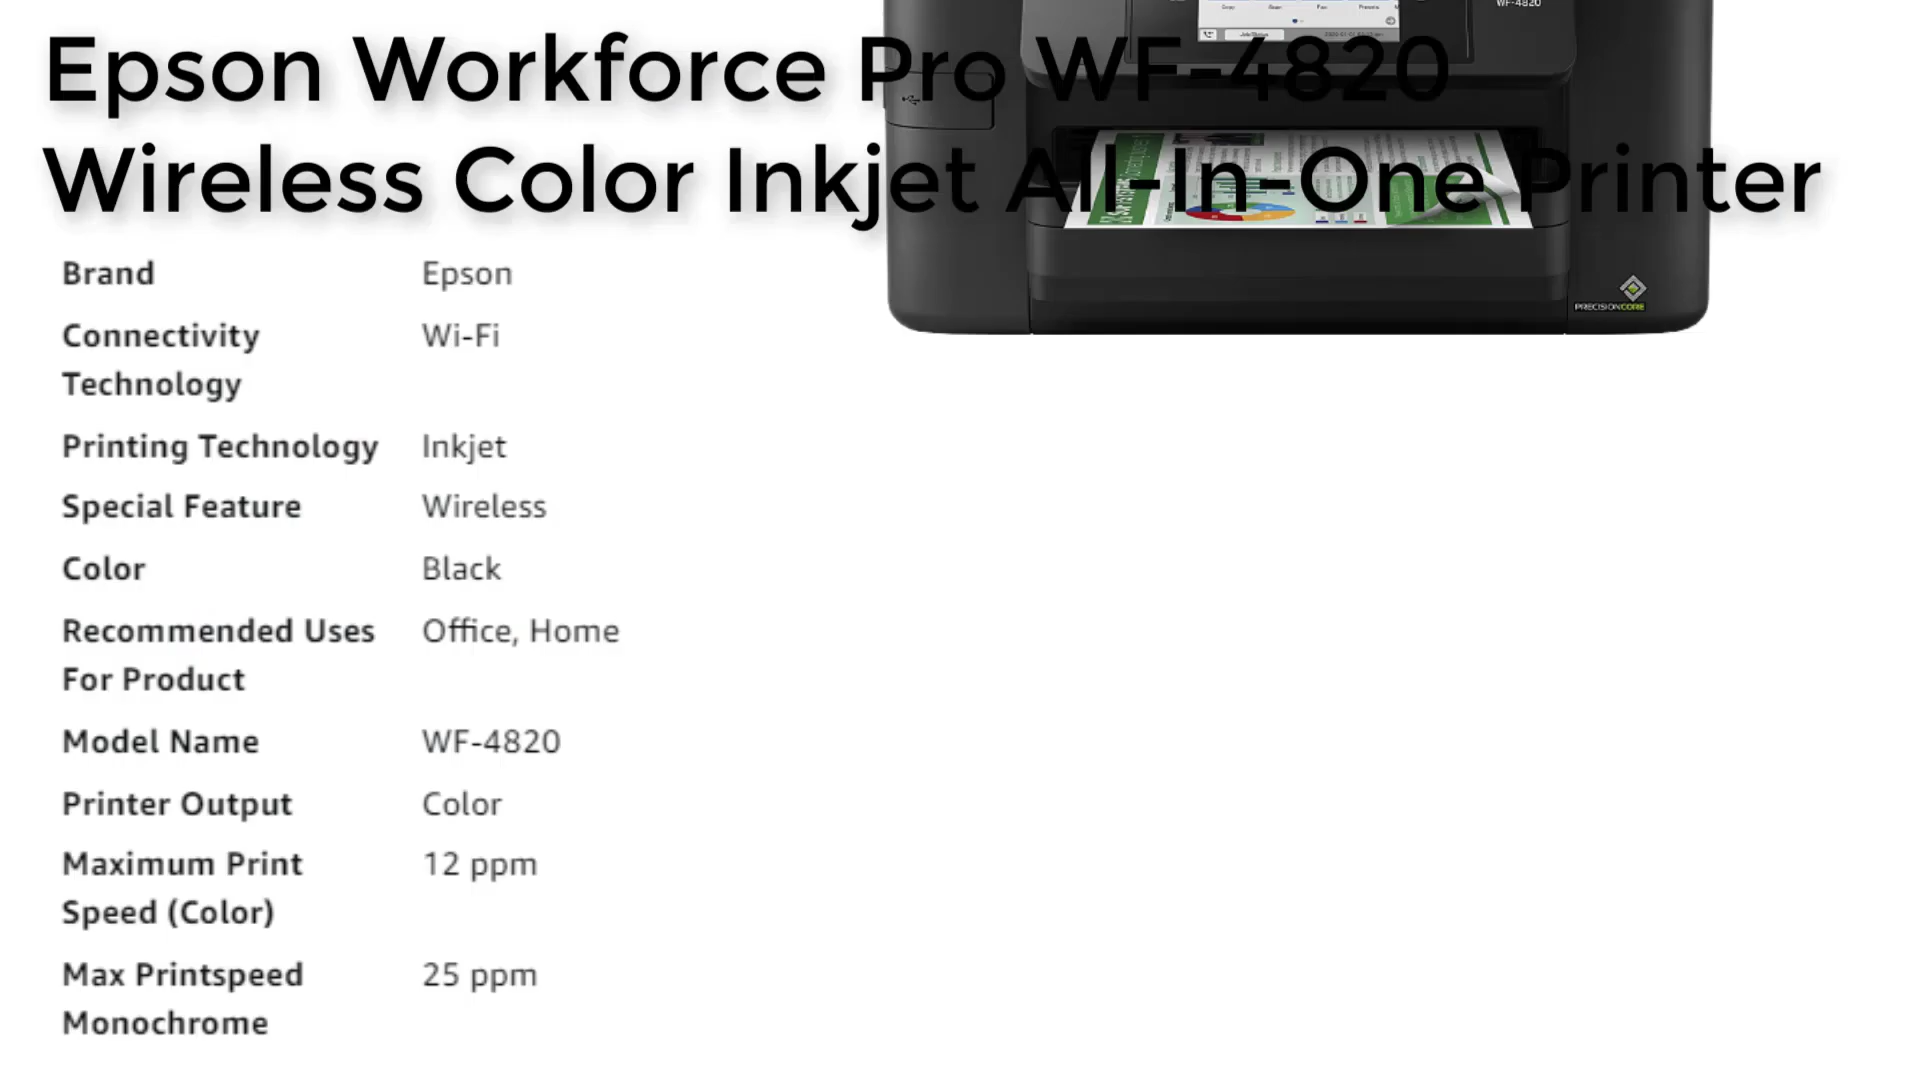 WF-4820
Epson Workforce Pro WF-4820
Wireless Color Inkjet All-In-One Printer
PRECISIONCORE
Brand Epson
Connectivity Wi-Fi
Technology
Printing Technology Inkjet
Special Feature Wireless
Color Black
Recommended Uses Office, Home
For Product
Model Name WF-4820
Printer Output Color
Maximum Print 12 ppm
Speed (Color)
Max Printspeed 25 ppm
Monochrome